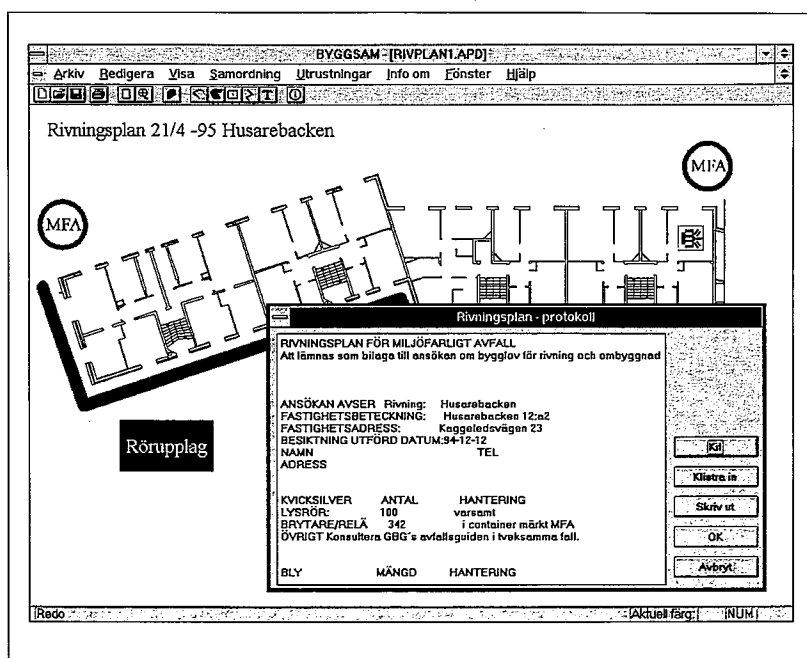 BYGGSAM - [RIVPLAN1.APD]
Arkiv Redigera Visa Samordning Utrustningar Info om Fönster Hjälp
Rivningsplan 21/4 -95 Husarebacken
MFA
MFA
Rörupplag
Rivningsplan - protokoll
RIVNINGSPLAN FÖR MILJÖFARLIGT AVFALL
Att lämnas som bilaga till ansökan om bygglov för rivning och ombyggnad
ANSÖKAN AVSER Rivning: Husarebacken
FASTIGHETSBETECKNING: Husarebacken 12:a2
FASTIGHETSADRESS: Kaggeledsvägen 23
BESIKTNING UTFÖRD DATUM:94-12-12
NAMN TEL
ADRESS
KVICKSILVER ANTAL HANTERING
LYSRÖR: 100 varsamt
BRYTARE/RELÄ 342 i container märkt MFA
ÖVRIGT Konsultera GBG´s avfallsguiden i tveksamma fall.
BLY MÄNGD HANTERING
Klistra in
Skriv ut
OK
Avbryt
Redo Aktuell färg: NUM